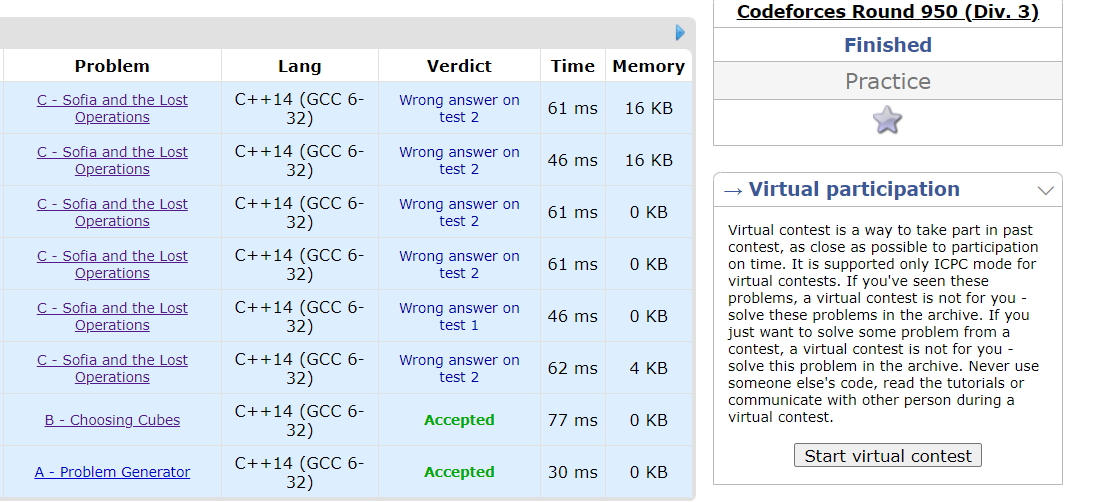 Problem Lang Verdict Time Memory
C - Sofia and the Lost Operations C++14 (GCC 6-32) Wrong answer on test 2 61 ms 16 KB
C - Sofia and the Lost Operations C++14 (GCC 6-32) Wrong answer on test 2 46 ms 16 KB
C - Sofia and the Lost Operations C++14 (GCC 6-32) Wrong answer on test 2 61 ms 0 KB
C - Sofia and the Lost Operations C++14 (GCC 6-32) Wrong answer on test 2 61 ms 0 KB
C - Sofia and the Lost Operations C++14 (GCC 6-32) Wrong answer on test 1 46 ms 0 KB
C - Sofia and the Lost Operations C++14 (GCC 6-32) Wrong answer on test 2 62 ms 4 KB
B - Choosing Cubes C++14 (GCC 6-32) Accepted 77 ms 0 KB
A - Problem Generator C++14 (GCC 6-32) Accepted 30 ms 0 KB
Codeforces Round 950 (Div. 3)
Finished
Practice
→ Virtual participation
Virtual contest is a way to take part in past
contest, as close as possible to participation
on time. It is supported only ICPC mode for
virtual contests. If you've seen these
problems, a virtual contest is not for you -
solve these problems in the archive. If you
just want to solve some problem from a
contest, a virtual contest is not for you -
solve this problem in the archive. Never use
someone else's code, read the tutorials or
communicate with other person during a
virtual contest.
Start virtual contest